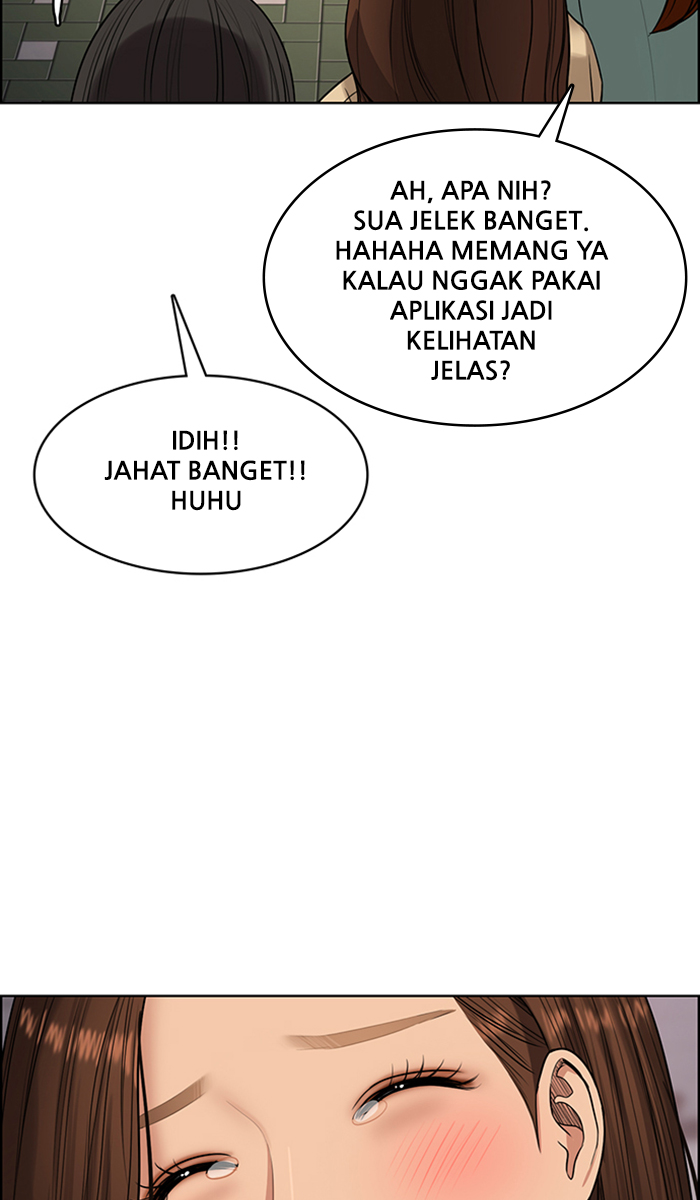 AH, APA NIH?
SUA JELEK BANGET.
HAHAHA MEMANG YA
KALAU NGGAK PAKAI
APLIKASI JADI
KELIHATAN
JELAS?
IDIH!!
JAHAT BANGET!!
HUHU